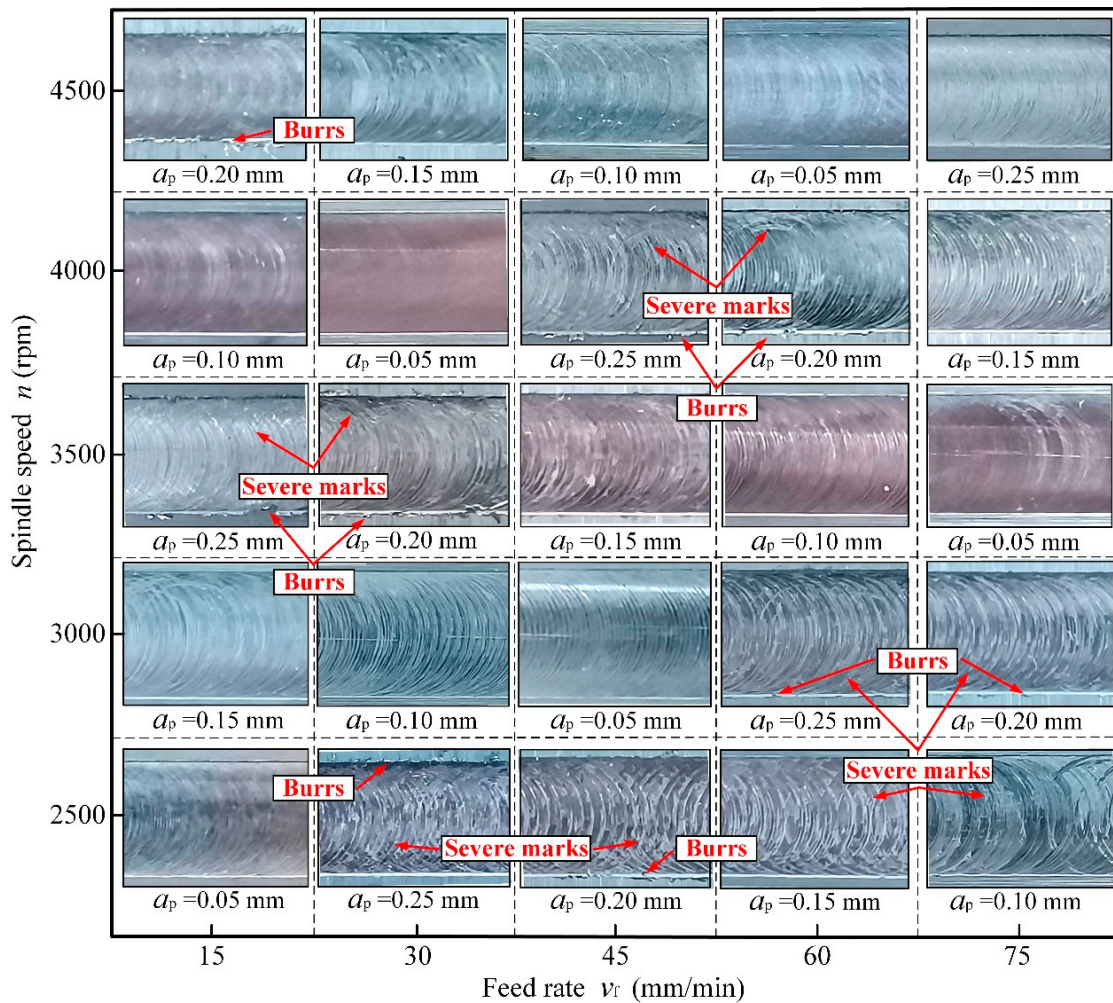 4500
Burrs
aₚ =0.20 mm
aₚ =0.15 mm
aₚ =0.10 mm
aₚ =0.05 mm
aₚ =0.25 mm
4000
Severe marks
aₚ =0.10 mm
aₚ =0.05 mm
aₚ =0.25 mm
aₚ =0.20 mm
aₚ =0.15 mm
Burrs
Spindle speed n (rpm)
3500
Severe marks
aₚ =0.25 mm
aₚ =0.20 mm
aₚ =0.15 mm
aₚ =0.10 mm
aₚ =0.05 mm
Burrs
3000
Burrs
aₚ =0.15 mm
aₚ =0.10 mm
aₚ =0.05 mm
aₚ =0.25 mm
aₚ =0.20 mm
Severe marks
Burrs
2500
Severe marks
Burrs
aₚ =0.05 mm
aₚ =0.25 mm
aₚ =0.20 mm
aₚ =0.15 mm
aₚ =0.10 mm
15
30
45
60
75
Feed rate vf (mm/min)